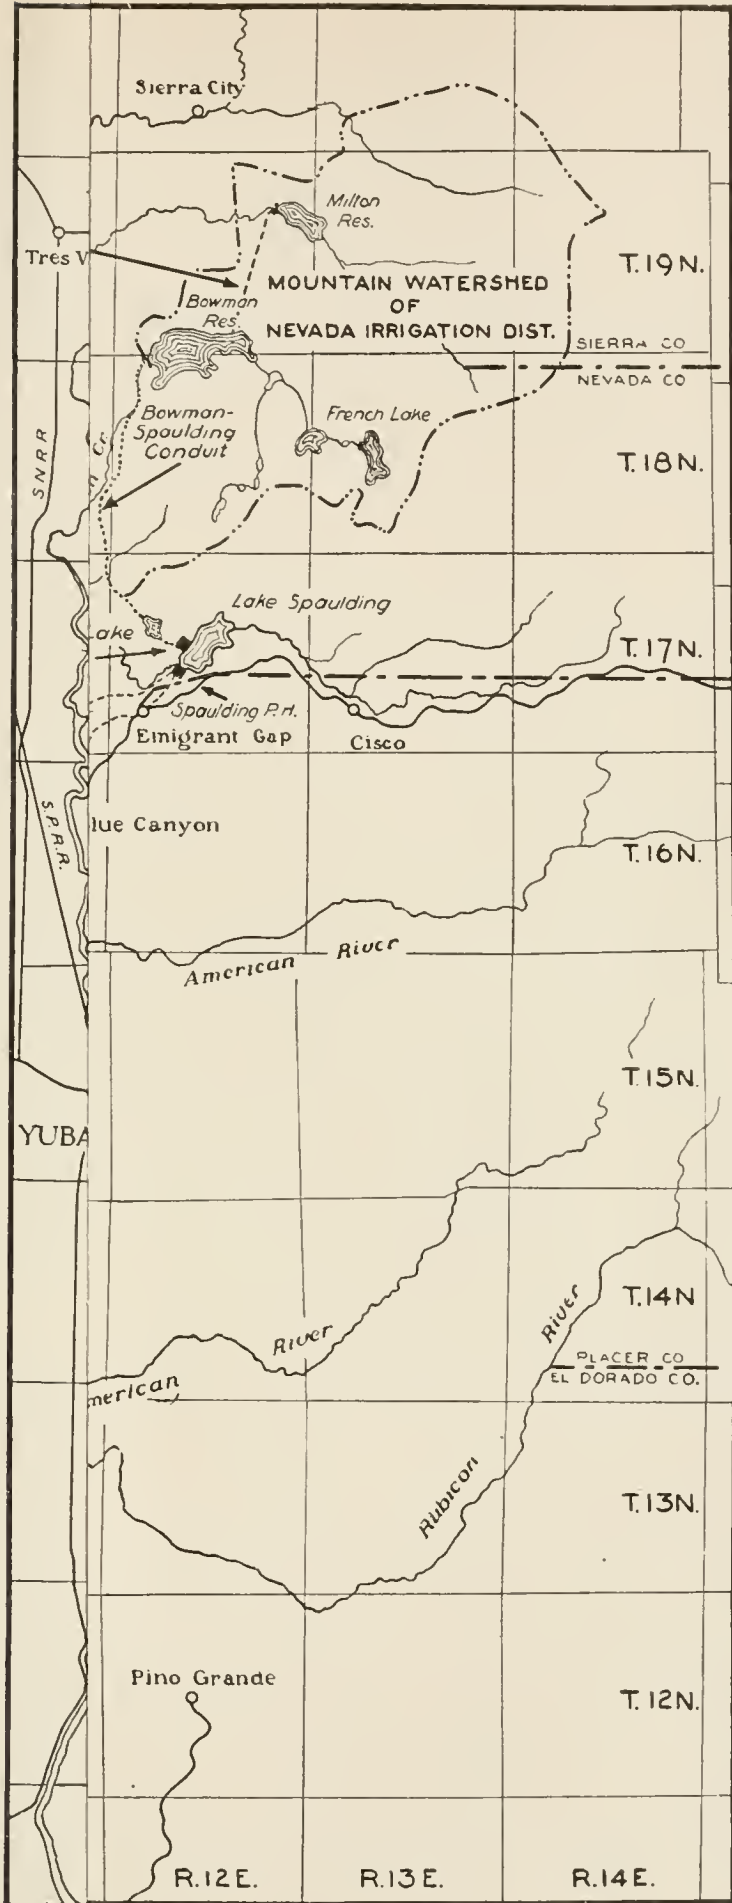 Sierra City
Milton
Res.
Tres V
T.19N.
MOUNTAIN WATERSHED
OF
NEVADA IRRIGATION DIST.
Bowman
Res.
SIERRA CO
NEVADA CO
Bowman-
Spaulding
Conduit
French Lake
Cr.
T.18N.
S N R R
Lake Spaulding
ake
T.17N.
Spaulding P.H.
Emigrant Gap
Cisco
S.P.R.R.
lue Canyon
T.16N.
American River
T.15N.
YUBA
T.14N
River
River
PLACER CO
EL DORADO CO.
merican
Rubicon
T.13N.
Pino Grande
T.12N.
R.12E.
R.13E.
R.14E.